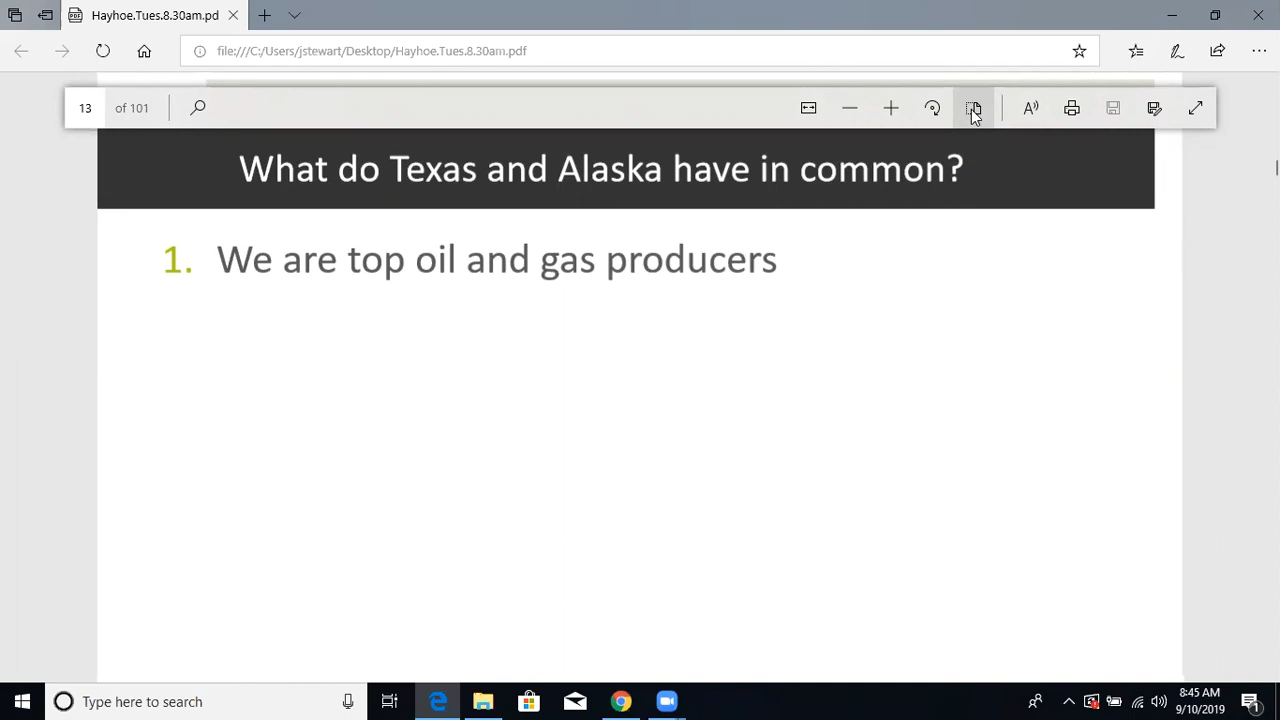 Hayhoe.Tues.8.30am.pd
file:///C:/Users/jstewart/Desktop/Hayhoe.Tues.8.30am.pdf
13 of 101
What do Texas and Alaska have in common?
1. We are top oil and gas producers
Type here to search
8:45 AM
9/10/2019
1